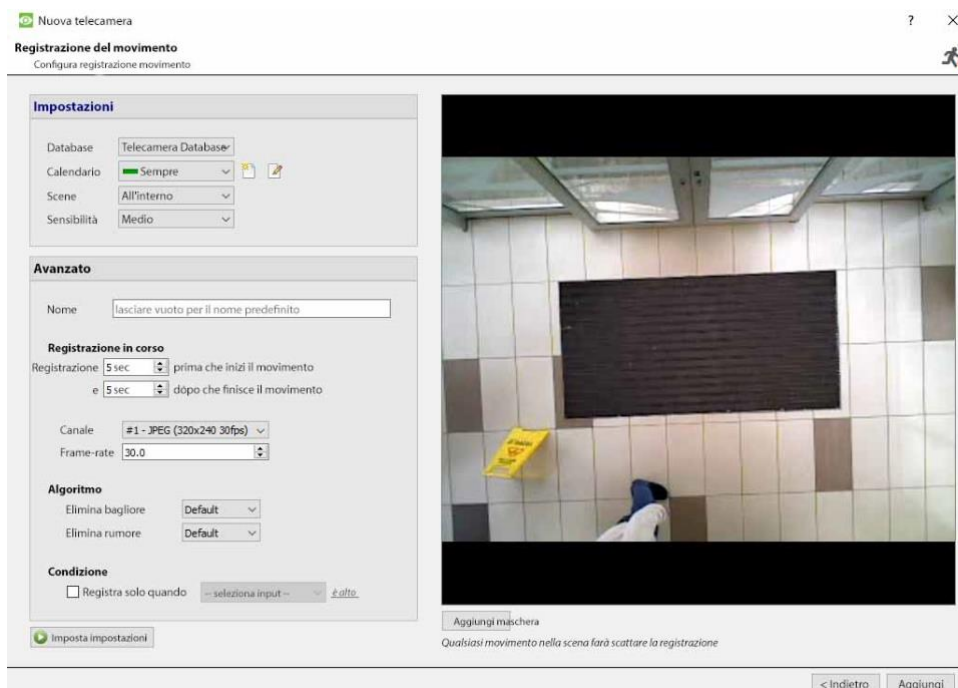 Nuova telecamera
?
Registrazione del movimento
Configura registrazione movimento
Impostazioni
Database Telecamera Database
Calendario Sempre
Scene All'interno
Sensibilità Medio
Avanzato
Nome lasciare vuoto per il nome predefinito
Registrazione in corso
Registrazione 5 sec prima che inizi il movimento
e 5 sec dopo che finisce il movimento
Canale #1 - JPEG (320x240 30fps)
Frame-rate 30.0
Algoritmo
Elimina bagliore Default
Elimina rumore Default
Condizione
Registra solo quando -- seleziona input -- è alto
Imposta impostazioni
Aggiungi maschera
Qualsiasi movimento nella scena farà scattare la registrazione
< Indietro Aggiungi